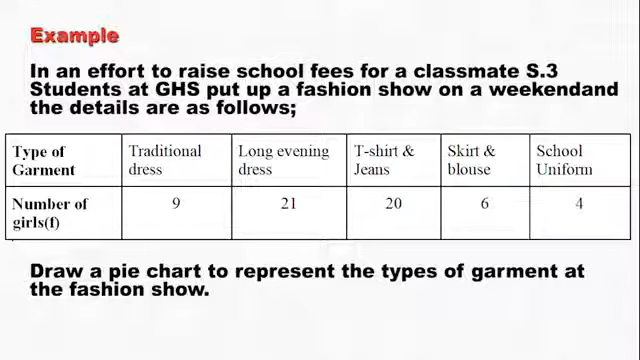 Example
In an effort to raise school fees for a classmate S.3
Students at GHS put up a fashion show on a weekendand
the details are as follows;
Type of Garment | Traditional dress | Long evening dress | T-shirt & Jeans | Skirt & blouse | School Uniform
Number of girls(f) | 9 | 21 | 20 | 6 | 4
Draw a pie chart to represent the types of garment at
the fashion show.